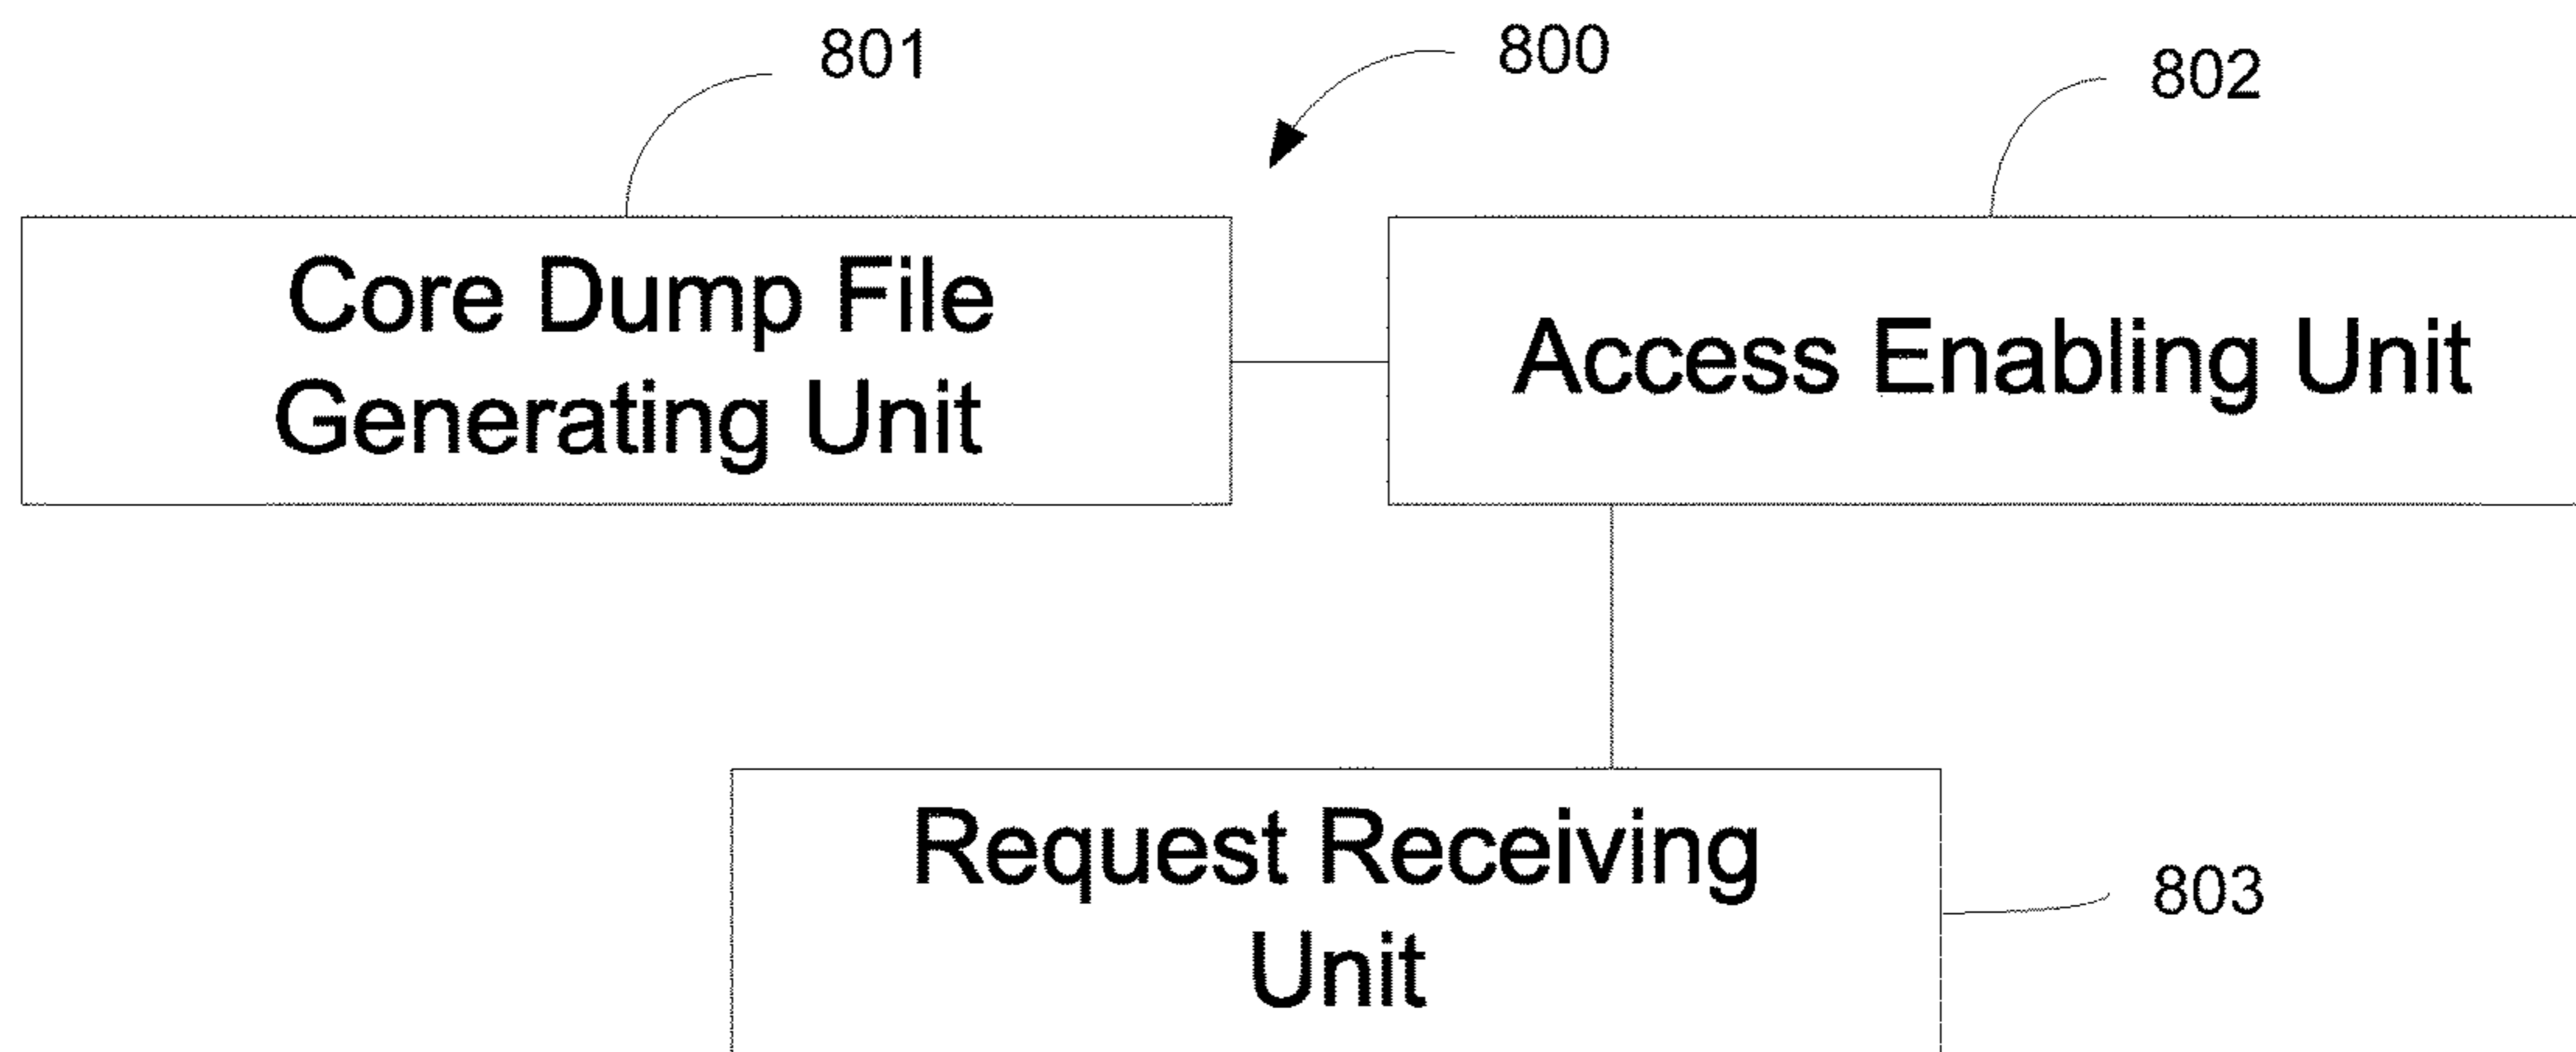 801
800
802
Core Dump File
Generating Unit
Access Enabling Unit
Request Receiving
Unit
803